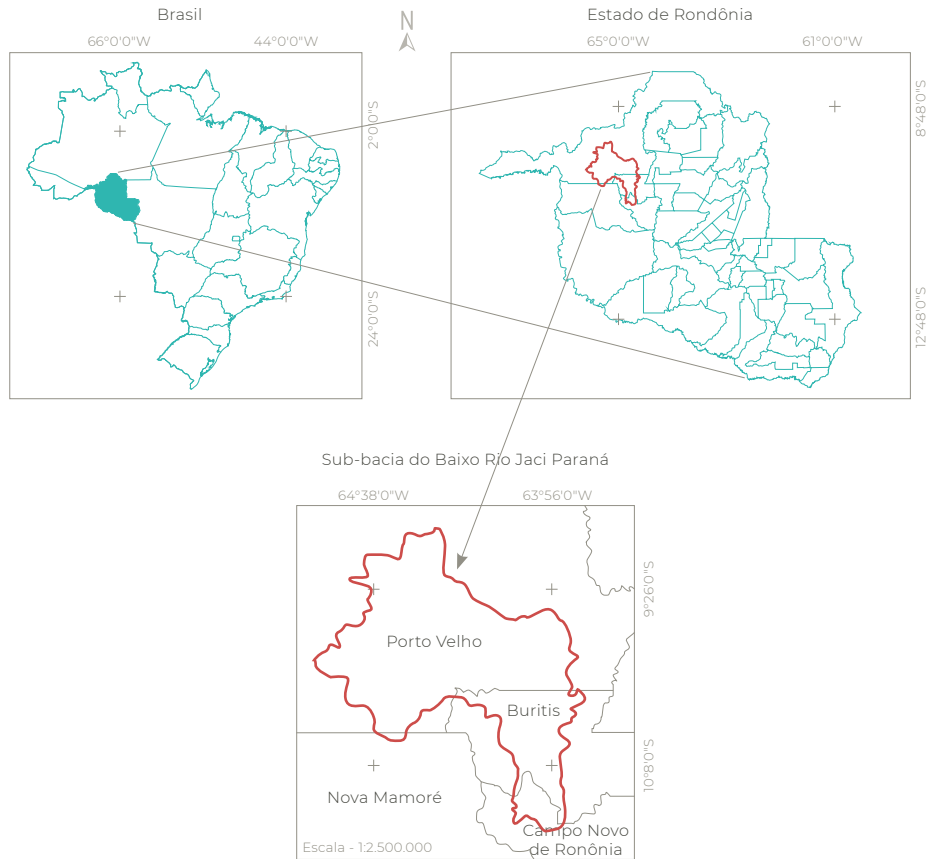 Brasil
66°0'0"W
44°0'0"W
2°0'0"S
24°0'0"S
N
Estado de Rondônia
65°0'0"W
61°0'0"W
8°48'0"S
12°48'0"S
Sub-bacia do Baixo Rio Jaci Paraná
64°38'0"W
63°56'0"W
9°26'0"S
10°8'0"S
Porto Velho
Buritis
Nova Mamoré
Campo Novo
de Ronônia
Escala - 1:2.500.000